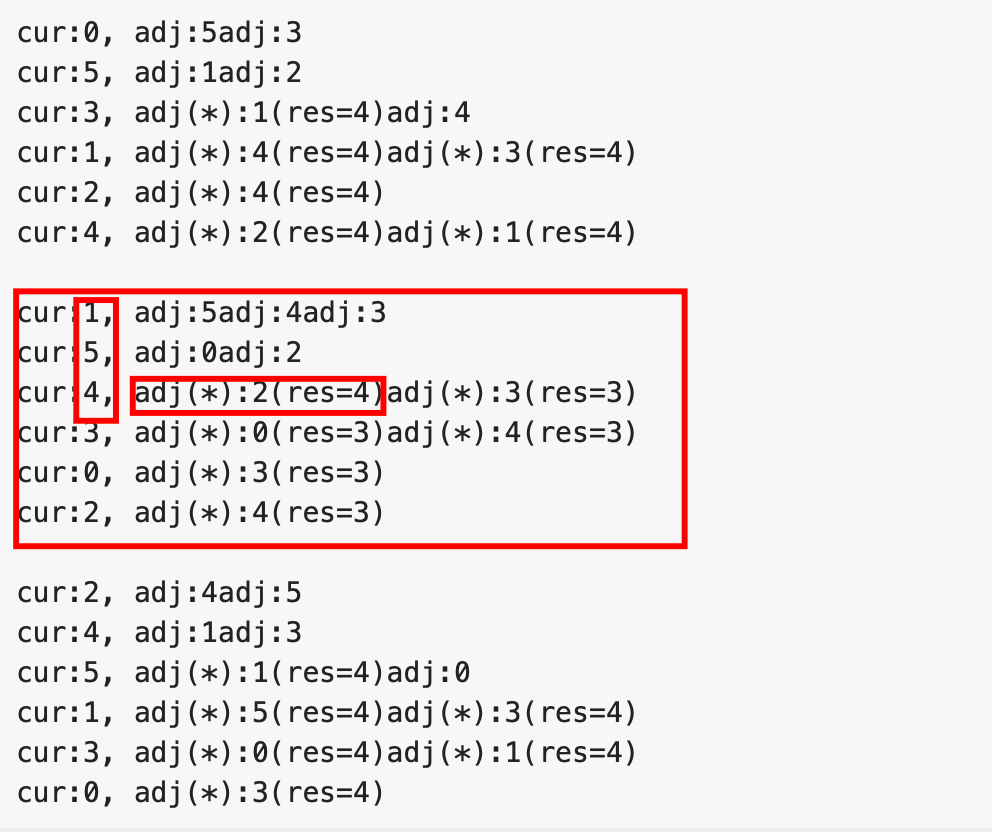 cur:0, adj:5adj:3
cur:5, adj:1adj:2
cur:3, adj(*):1(res=4)adj:4
cur:1, adj(*):4(res=4)adj(*):3(res=4)
cur:2, adj(*):4(res=4)
cur:4, adj(*):2(res=4)adj(*):1(res=4)
cur:1, adj:5adj:4adj:3
cur:5, adj:0adj:2
cur:4, adj(*):2(res=4)adj(*):3(res=3)
cur:3, adj(*):0(res=3)adj(*):4(res=3)
cur:0, adj(*):3(res=3)
cur:2, adj(*):4(res=3)
cur:2, adj:4adj:5
cur:4, adj:1adj:3
cur:5, adj(*):1(res=4)adj:0
cur:1, adj(*):5(res=4)adj(*):3(res=4)
cur:3, adj(*):0(res=4)adj(*):1(res=4)
cur:0, adj(*):3(res=4)